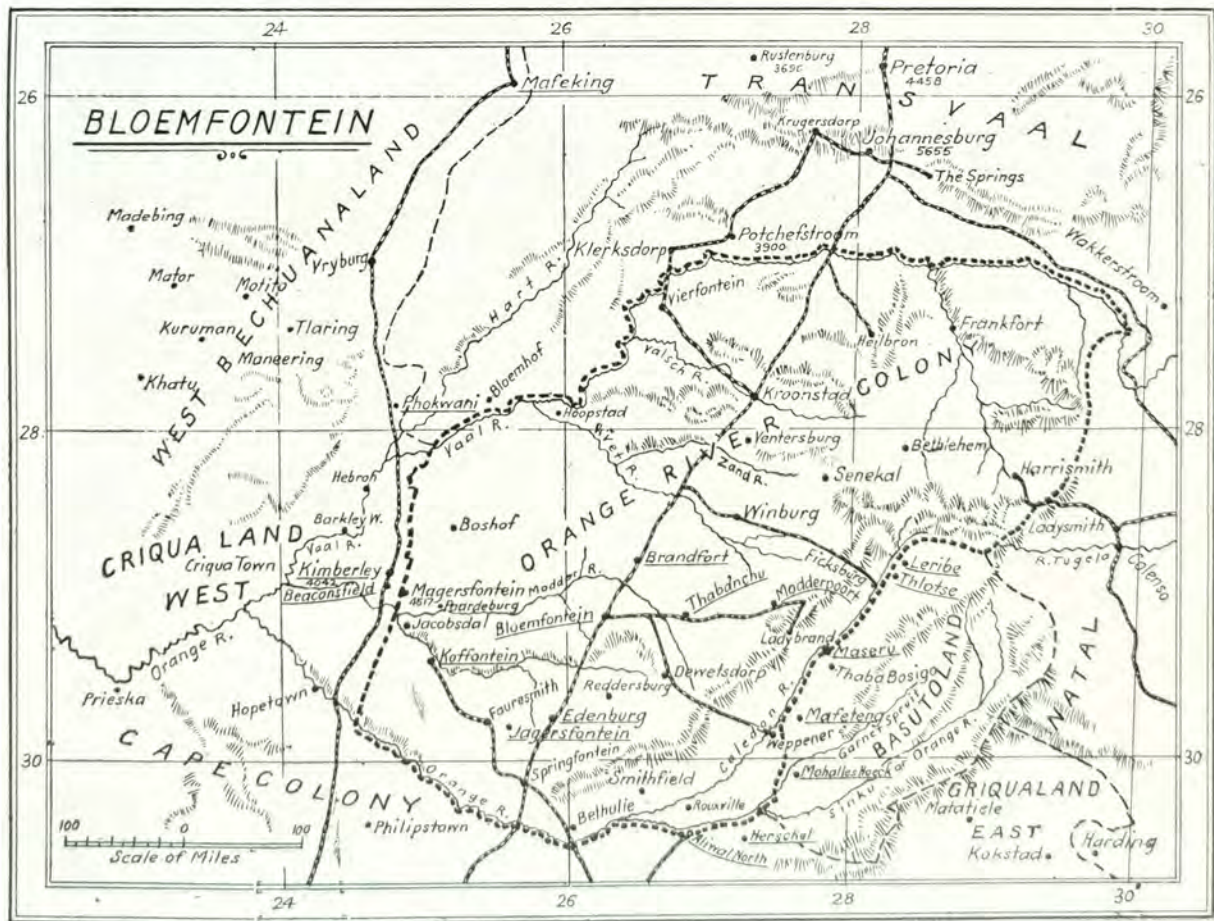 24 26 28 30
26
BLOEMFONTEIN
Mafeking
Rustenburg
3690
Pretoria
4458
TRANSVAAL
26
Krugersdorp
Johannesburg
5655
The Springs
Madebing
WEST BECHUANALAND
Vryburg
Klerksdorp
Potchefstroom
3900
Wakkerstroom
Mator
Motito
Hart R.
Vierfontein
Kuruman
Tlaring
Maneering
Heilbron
Frankfort
Khatu
Bloemhof
Valsch R.
COLONY
Phokwani
Kroonstad
Hoopstad
28
Vaal R.
Vet R.
Ventersburg
Bethlehem
28
Zand R.
ORANGE RIVER
Hebron
Senekal
Harrismith
Barkley W.
Boshof
Winburg
Ladysmith
Vaal R.
CRIQUA LAND
WEST
Criqua Town
Kimberley
4042
Beaconsfield
Brandfort
Ficksburg
Leribe
Thlotse
R. Tugela
Colenso
Magersfontein
4517
Paardeburg
Modder R.
Thabanchu
Modderpoort
Jacobsdal
Bloemfontein
Ladybrand
Maseru
Orange R.
Koffontein
Dewetsdorp
Thaba Bosigo
NATAL
Prieska
Hopetown
Fauresmith
Reddersburg
Edenburg
Jagersfontein
Caledon R.
Mafeteng
Wepener
BASUTOLAND
30
Springfontein
30
CAPE COLONY
Smithfield
Orange R.
GRIQUALAND
EAST
Matatiele
Philipstown
Bethulie
Rouxville
Aliwal North
Herschel
Kokstad
Harding
100 0 100
Scale of Miles
24 26 28 30